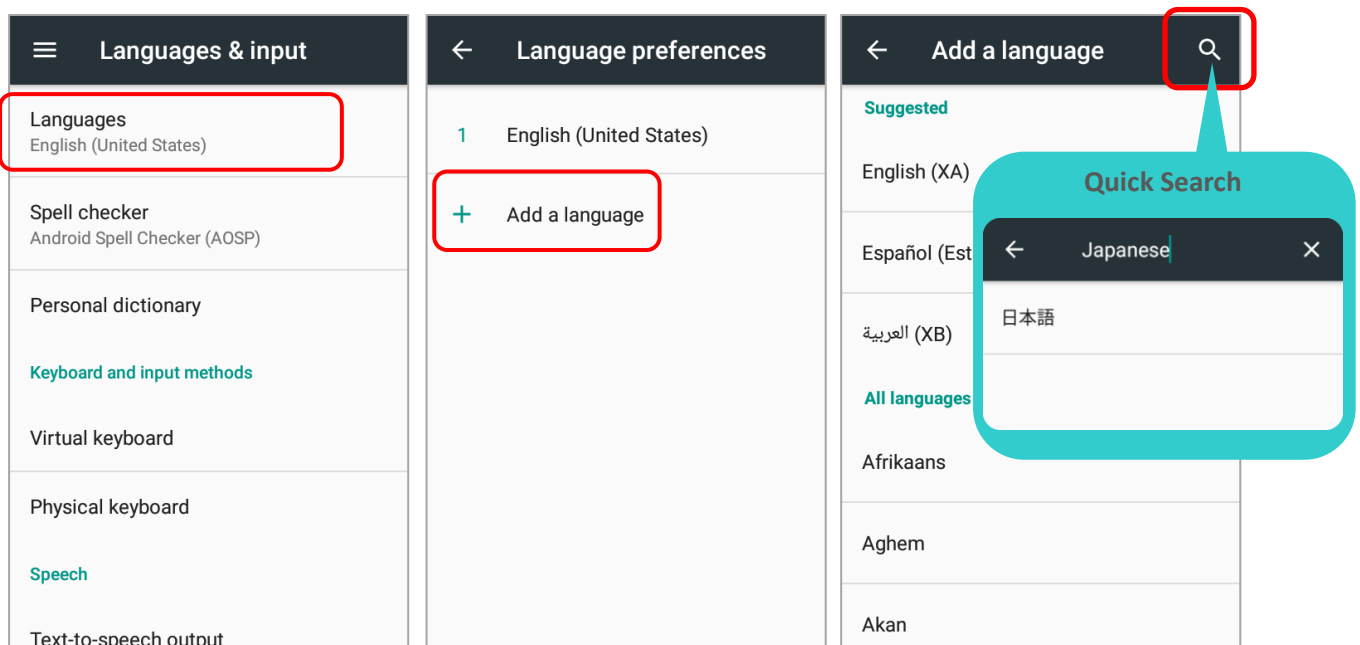 Languages & input
Languages
English (United States)
Spell checker
Android Spell Checker (AOSP)
Personal dictionary
Keyboard and input methods
Virtual keyboard
Physical keyboard
Speech
Text-to-speech output
Language preferences
1 English (United States)
+ Add a language
Add a language
Suggested
English (XA)
Español (Est
العربية (XB)
All languages
Afrikaans
Aghem
Akan
Quick Search
Japanese
日本語